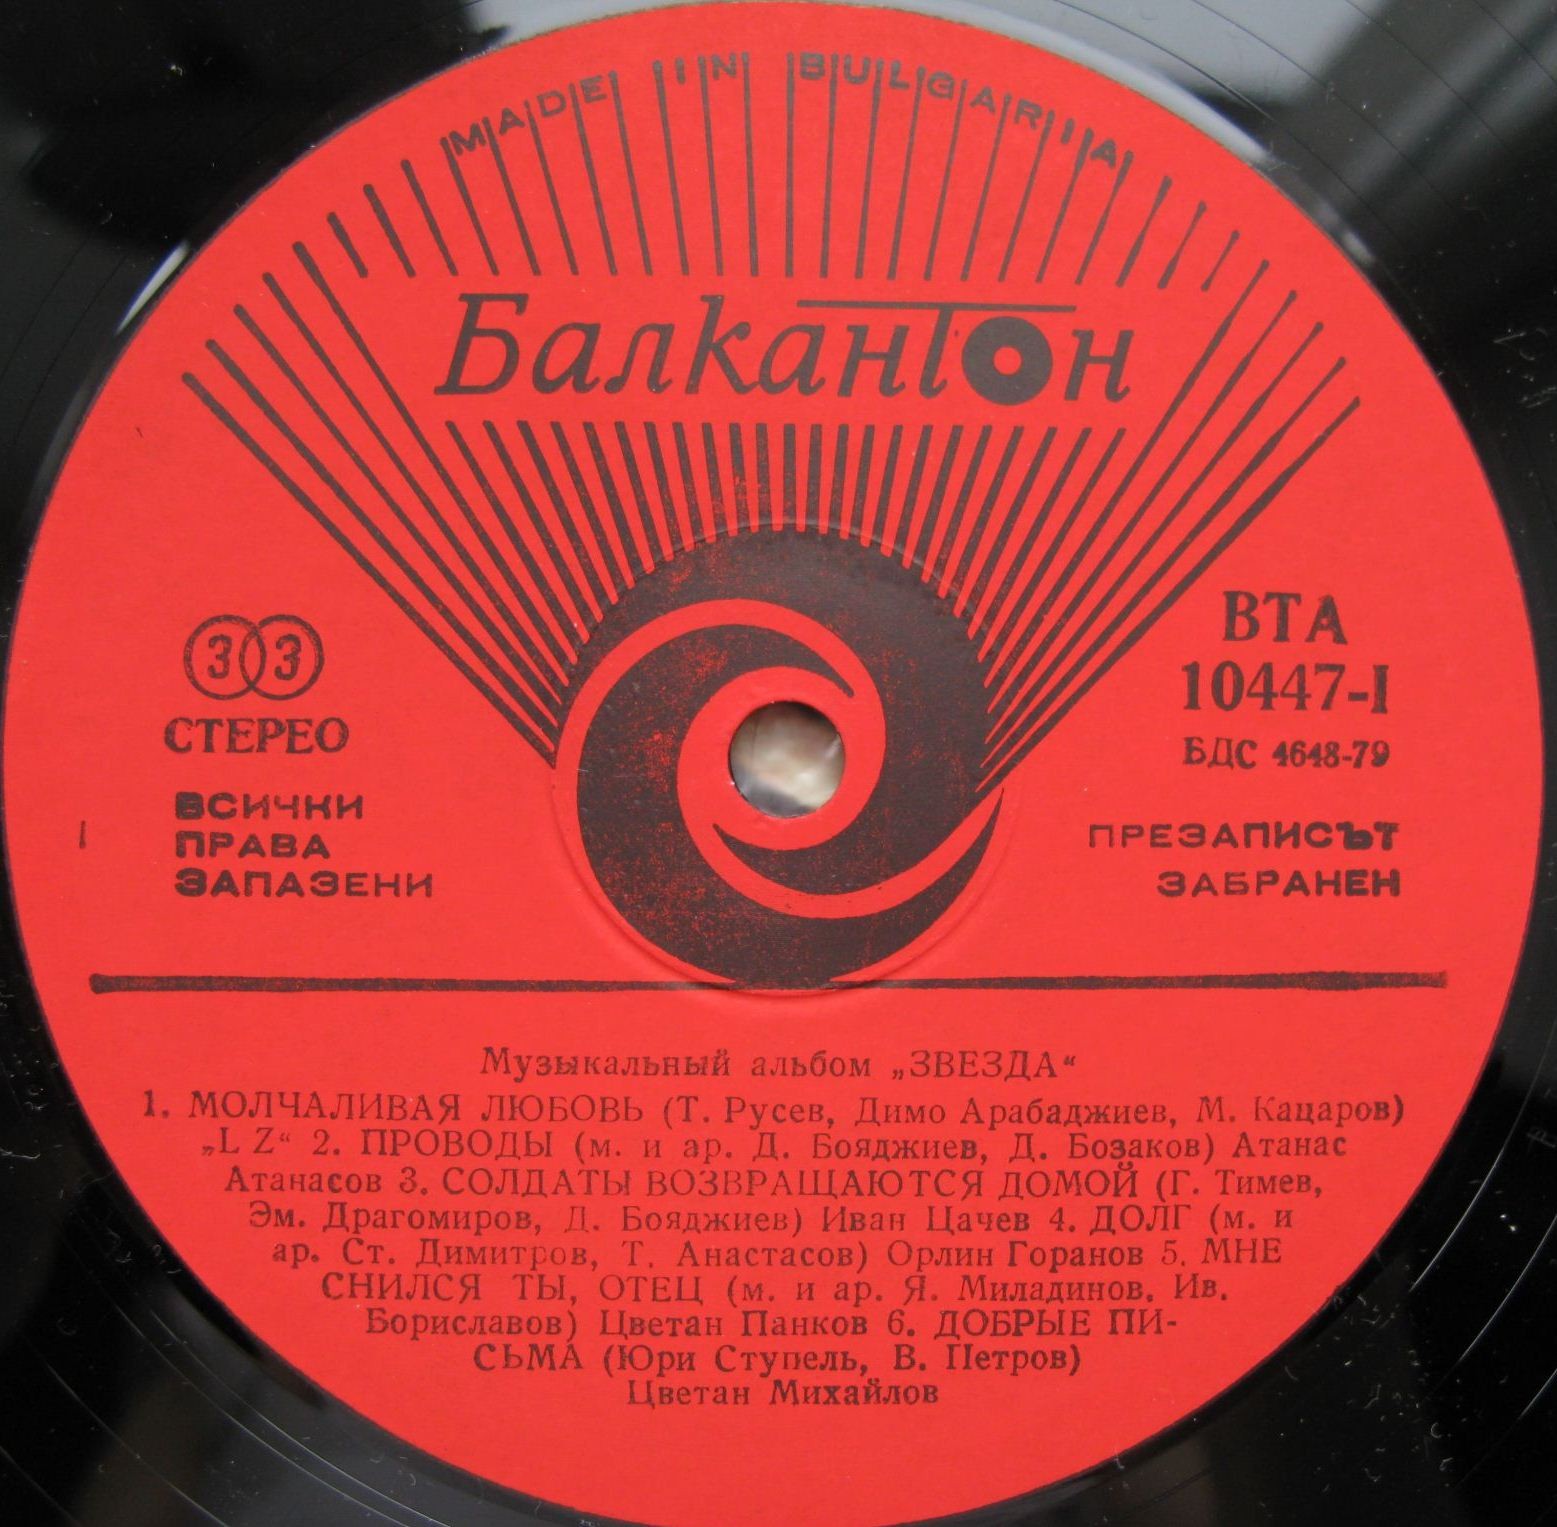 MADE IN BULGARIA
Балкантон
33
СТЕРЕО
ВСИЧКИ
ПРАВА
ЗАПАЗЕНИ
ВТА
10447-I
БДС 4648-79
ПРЕЗАПИСЪТ
ЗАБРАНЕН
Музыкальный альбом „ЗВЕЗДА“
1. МОЛЧАЛИВАЯ ЛЮБОВЬ (Т. Русев, Димо Арабаджиев, М. Кацаров)
„L Z“ 2. ПРОВОДЫ (м. и ар. Д. Бояджиев, Д. Бозаков) Атанас
Атанасов 3. СОЛДАТЫ ВОЗВРАЩАЮТСЯ ДОМОЙ (Г. Тимев,
Эм. Драгомиров, Д. Бояджиев) Иван Цачев 4. ДОЛГ (м. и
ар. Ст. Димитров, Т. Анастасов) Орлин Горанов 5. МНЕ
СНИЛСЯ ТЫ, ОТЕЦ (м. и ар. Я. Миладинов, Ив.
Бориславов) Цветан Панков 6. ДОБРЫЕ ПИ-
СЬМА (Юри Ступель, В. Петров)
Цветан Михайлов